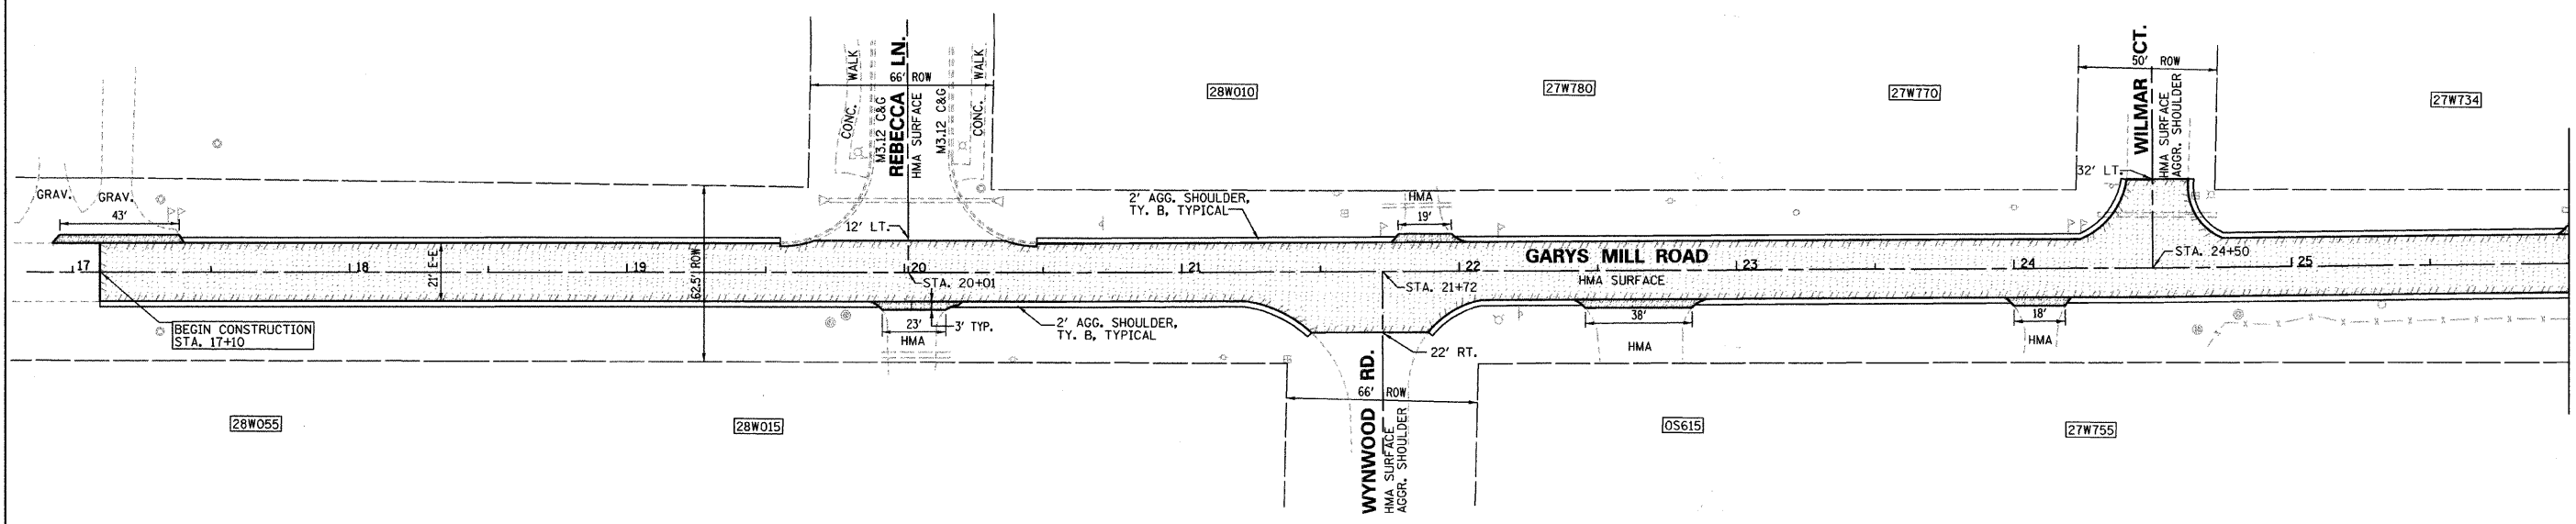 REBECCA LN.
HMA SURFACE
66' ROW
CONC. WALK
M3.12 C&G
M3.12 C&G
CONC. WALK
28W010
27W780
27W770
WILMAR CT.
50' ROW
HMA SURFACE
AGGR. SHOULDER
27W734
GRAV.
GRAV.
43'
12' LT.
2' AGG. SHOULDER,
TY. B, TYPICAL
HMA
19'
32' LT.
17
18
19
20
21
22
23
24
25
21' E-E
62.5' ROW
STA. 20+01
STA. 21+72
GARYS MILL ROAD
HMA SURFACE
STA. 24+50
BEGIN CONSTRUCTION
STA. 17+10
23'
HMA
3' TYP.
2' AGG. SHOULDER,
TY. B, TYPICAL
22' RT.
38'
HMA
18'
HMA
WYNWOOD RD.
66' ROW
HMA SURFACE
AGGR. SHOULDER
28W055
28W015
0S615
27W755